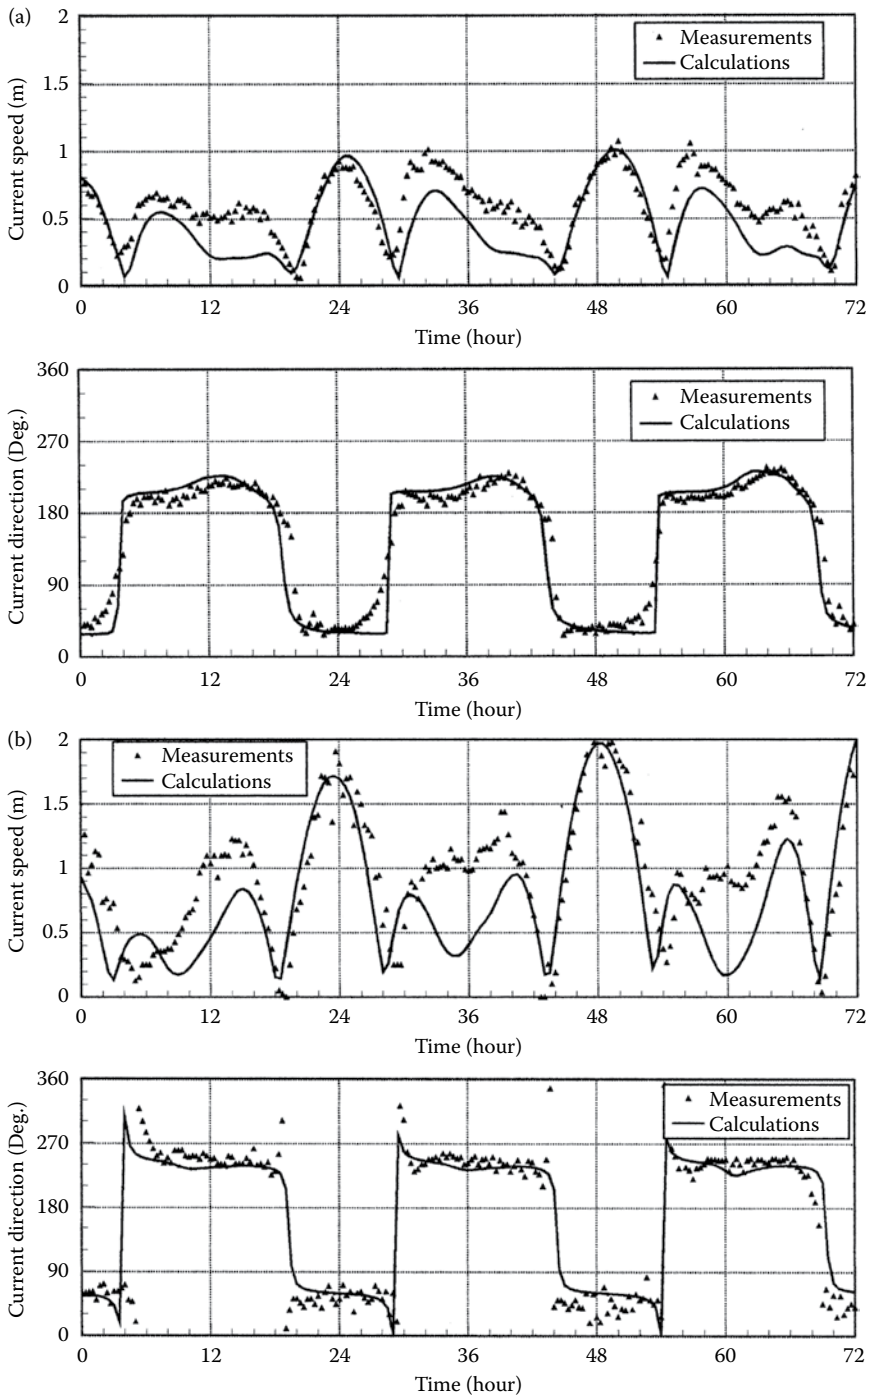 (a)
2
1.5
1
0.5
0
Current speed (m)
Measurements
Calculations
0 12 24 36 48 60 72
Time (hour)
360
270
180
90
0
Current direction (Deg.)
Measurements
Calculations
0 12 24 36 48 60 72
Time (hour)
(b)
2
1.5
1
0.5
0
Current speed (m)
Measurements
Calculations
0 12 24 36 48 60 72
Time (hour)
360
270
180
90
0
Current direction (Deg.)
Measurements
Calculations
0 12 24 36 48 60 72
Time (hour)